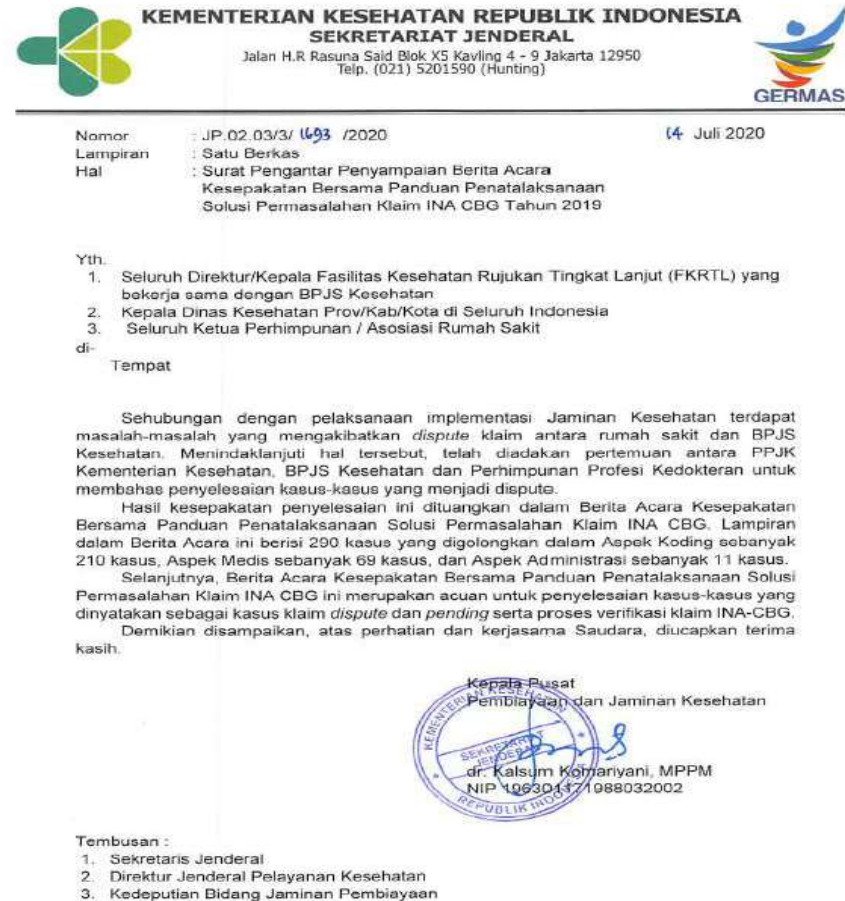 KEMENTERIAN KESEHATAN REPUBLIK INDONESIA
SEKRETARIAT JENDERAL
Jalan H.R Rasuna Said Blok X5 Kavling 4 - 9 Jakarta 12950
Telp. (021) 5201590 (Hunting)
GERMAS
Nomor : JP.02.03/3/ 1693 /2020 14 Juli 2020
Lampiran : Satu Berkas
Hal : Surat Pengantar Penyampaian Berita Acara
Kesepakatan Bersama Panduan Penatalaksanaan
Solusi Permasalahan Klaim INA CBG Tahun 2019
Yth.
1. Seluruh Direktur/Kepala Fasilitas Kesehatan Rujukan Tingkat Lanjut (FKRTL) yang
bekerja sama dengan BPJS Kesehatan
2. Kepala Dinas Kesehatan Prov/Kab/Kota di Seluruh Indonesia
3. Seluruh Ketua Perhimpunan / Asosiasi Rumah Sakit
di-
Tempat
Sehubungan dengan pelaksanaan implementasi Jaminan Kesehatan terdapat
masalah-masalah yang mengakibatkan dispute klaim antara rumah sakit dan BPJS
Kesehatan. Menindaklanjuti hal tersebut, telah diadakan pertemuan antara PPJK
Kementerian Kesehatan, BPJS Kesehatan dan Perhimpunan Profesi Kedokteran untuk
membahas penyelesaian kasus-kasus yang menjadi dispute.
Hasil kesepakatan penyelesaian ini dituangkan dalam Berita Acara Kesepakatan
Bersama Panduan Penatalaksanaan Solusi Permasalahan Klaim INA CBG. Lampiran
dalam Berita Acara ini berisi 290 kasus yang digolongkan dalam Aspek Koding sebanyak
210 kasus, Aspek Medis sebanyak 69 kasus, dan Aspek Administrasi sebanyak 11 kasus.
Selanjutnya, Berita Acara Kesepakatan Bersama Panduan Penatalaksanaan Solusi
Permasalahan Klaim INA CBG ini merupakan acuan untuk penyelesaian kasus-kasus yang
dinyatakan sebagai kasus klaim dispute dan pending serta proses verifikasi klaim INA-CBG.
Demikian disampaikan, atas perhatian dan kerjasama Saudara, diucapkan terima
kasih.
Kepala Pusat
Pembiayaan dan Jaminan Kesehatan
KEMENTERIAN KESEHATAN
SEKRETARIAT
JENDERAL
REPUBLIK INDONESIA
dr. Kalsum Komariyani, MPPM
NIP 196301171988032002
Tembusan :
1. Sekretaris Jenderal
2. Direktur Jenderal Pelayanan Kesehatan
3. Kedeputian Bidang Jaminan Pembiayaan